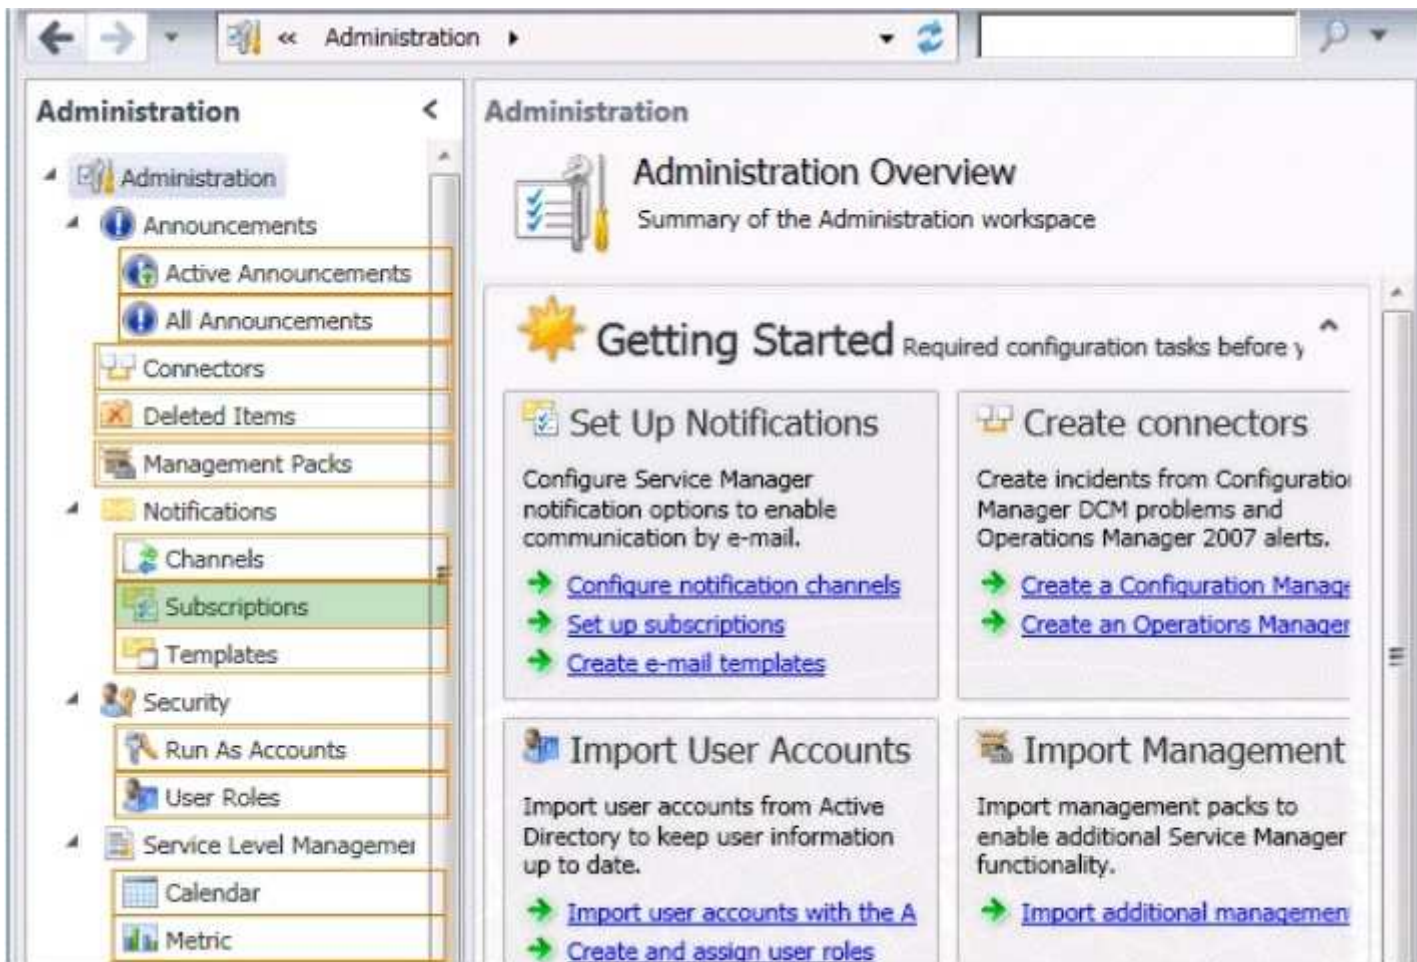 « Administration
Administration
Administration
Announcements
Active Announcements
All Announcements
Connectors
Deleted Items
Management Packs
Notifications
Channels
Subscriptions
Templates
Security
Run As Accounts
User Roles
Service Level Managemei
Calendar
Metric
Administration
Administration Overview
Summary of the Administration workspace
Getting Started Required configuration tasks before y
Set Up Notifications
Configure Service Manager
notification options to enable
communication by e-mail.
Configure notification channels
Set up subscriptions
Create e-mail templates
Create connectors
Create incidents from Configuration
Manager DCM problems and
Operations Manager 2007 alerts.
Create a Configuration Manage
Create an Operations Manager
Import User Accounts
Import user accounts from Active
Directory to keep user information
up to date.
Import user accounts with the A
Create and assign user roles
Import Management
Import management packs to
enable additional Service Manager
functionality.
Import additional managemen